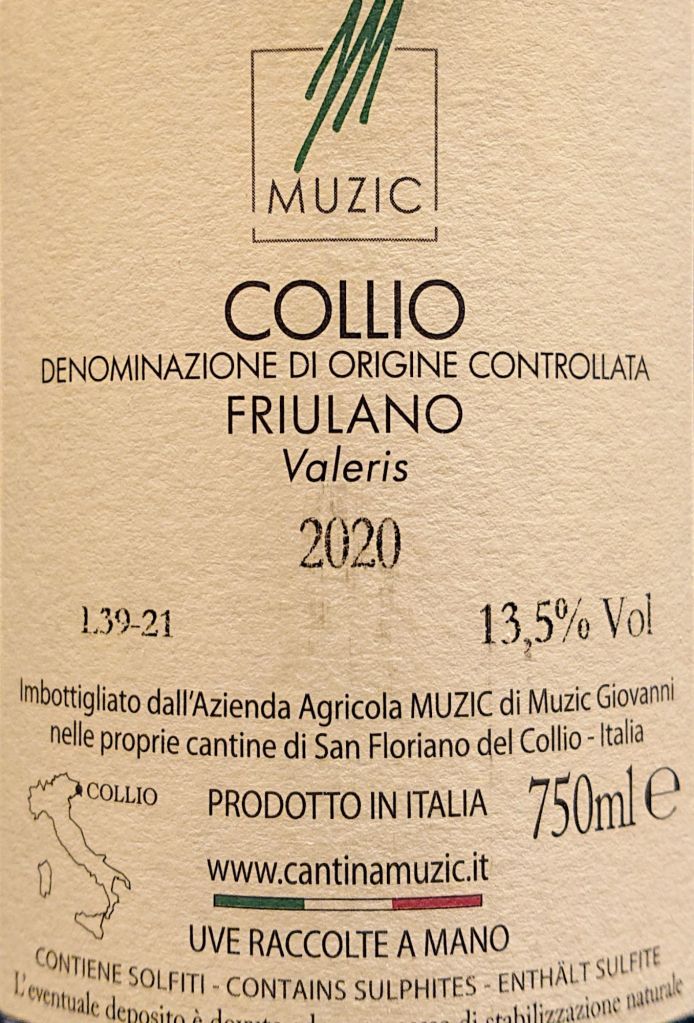 MUZIC
COLLIO
DENOMINAZIONE DI ORIGINE CONTROLLATA
FRIULANO
Valeris
2020
L39-21 13,5% Vol
Imbottigliato dall'Azienda Agricola MUZIC di Muzic Giovanni
nelle proprie cantine di San Floriano del Collio - Italia
COLLIO
PRODOTTO IN ITALIA
750ml e
www.cantinamuzic.it
UVE RACCOLTE A MANO
CONTIENE SOLFITI - CONTAINS SULPHITES - ENTHÄLT SULFITE
L'eventuale deposito è di stabilizzazione naturale